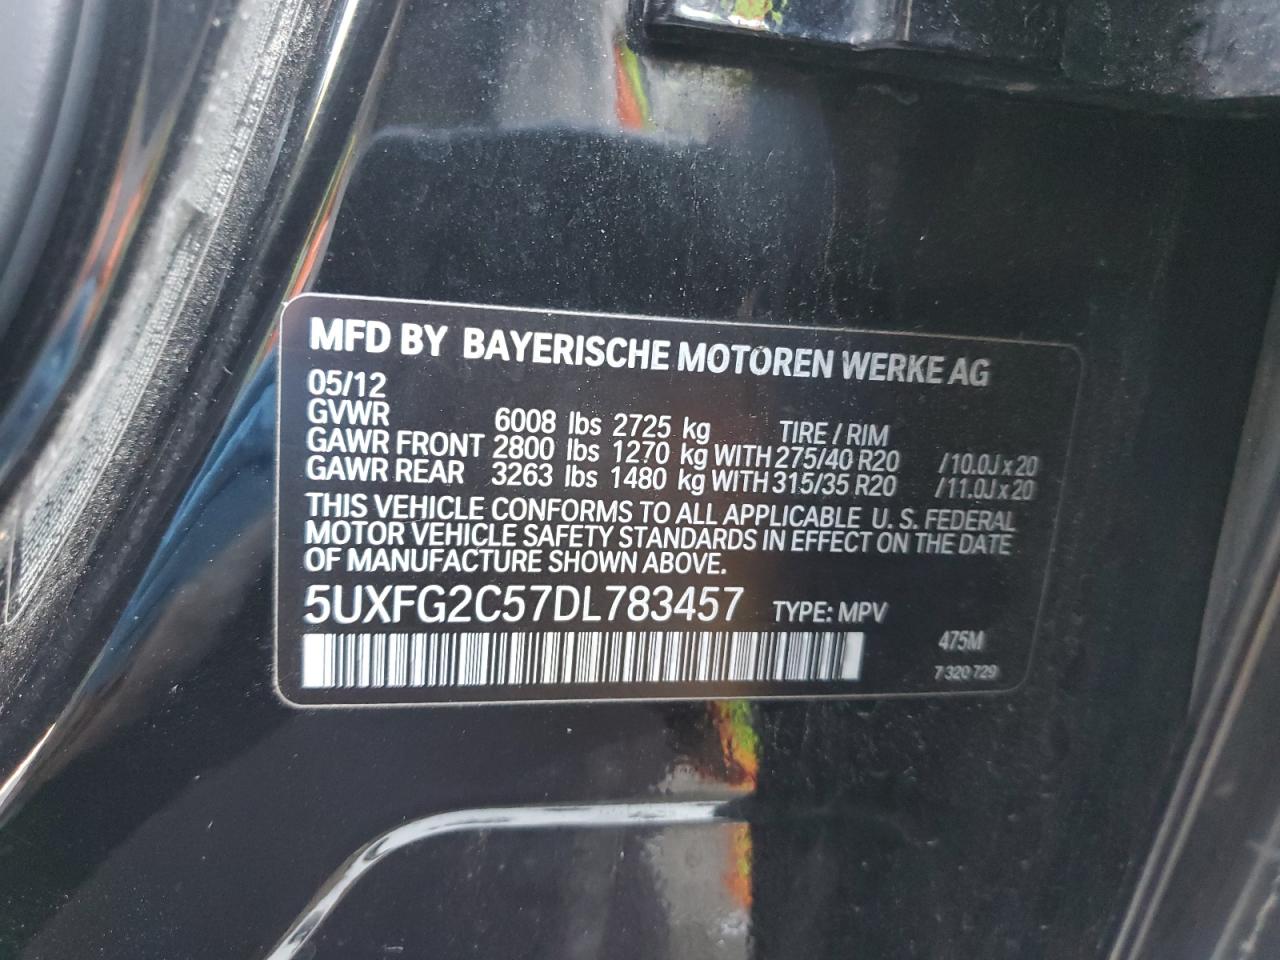 MFD BY BAYERISCHE MOTOREN WERKE AG
05/12
GVWR 6008 lbs 2725 kg TIRE / RIM
GAWR FRONT 2800 lbs 1270 kg WITH 275/40 R20 /10.0J x 20
GAWR REAR 3263 lbs 1480 kg WITH 315/35 R20 /11.0J x 20
THIS VEHICLE CONFORMS TO ALL APPLICABLE U. S. FEDERAL
MOTOR VEHICLE SAFETY STANDARDS IN EFFECT ON THE DATE
OF MANUFACTURE SHOWN ABOVE.
5UXFG2C57DL783457 TYPE: MPV
475M
7 320 729